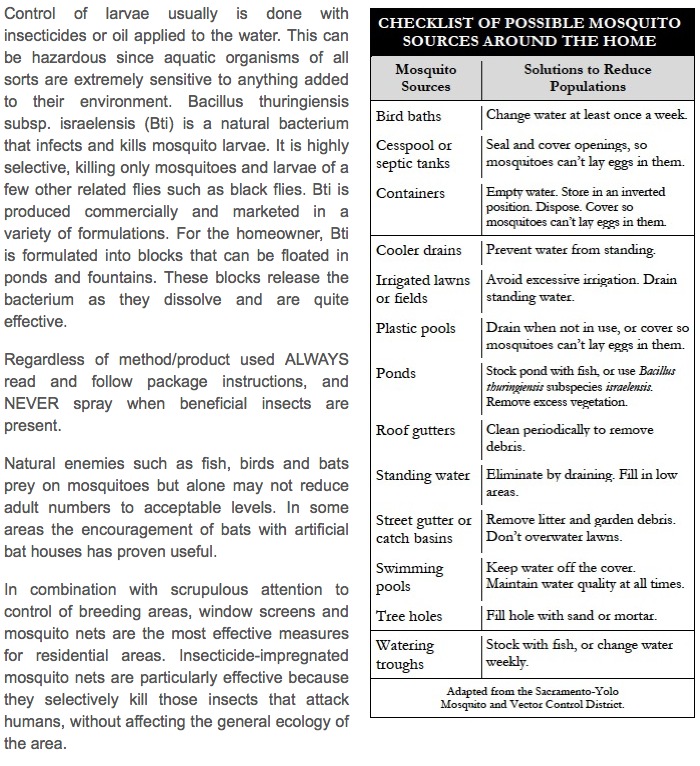 Control of larvae usually is done with
insecticides or oil applied to the water. This can
be hazardous since aquatic organisms of all
sorts are extremely sensitive to anything added
to their environment. Bacillus thuringiensis
subsp. israelensis (Bti) is a natural bacterium
that infects and kills mosquito larvae. It is highly
selective, killing only mosquitoes and larvae of a
few other related flies such as black flies. Bti is
produced commercially and marketed in a
variety of formulations. For the homeowner, Bti
is formulated into blocks that can be floated in
ponds and fountains. These blocks release the
bacterium as they dissolve and are quite
effective.
Regardless of method/product used ALWAYS
read and follow package instructions, and
NEVER spray when beneficial insects are
present.
Natural enemies such as fish, birds and bats
prey on mosquitoes but alone may not reduce
adult numbers to acceptable levels. In some
areas the encouragement of bats with artificial
bat houses has proven useful.
In combination with scrupulous attention to
control of breeding areas, window screens and
mosquito nets are the most effective measures
for residential areas. Insecticide-impregnated
mosquito nets are particularly effective because
they selectively kill those insects that attack
humans, without affecting the general ecology of
the area.
CHECKLIST OF POSSIBLE MOSQUITO
SOURCES AROUND THE HOME
Mosquito
Sources
Solutions to Reduce
Populations
Bird baths
Change water at least once a week.
Cesspool or
septic tanks
Seal and cover openings, so
mosquitoes can't lay eggs in them.
Containers
Empty water. Store in an inverted
position. Dispose. Cover so
mosquitoes can't lay eggs in them.
Cooler drains
Prevent water from standing.
Irrigated lawns
or fields
Avoid excessive irrigation. Drain
standing water.
Plastic pools
Drain when not in use, or cover so
mosquitoes can't lay eggs in them.
Ponds
Stock pond with fish, or use Bacillus
thuringiensis subspecies israelensis.
Remove excess vegetation.
Roof gutters
Clean periodically to remove
debris.
Standing water
Eliminate by draining. Fill in low
areas.
Street gutter or
catch basins
Remove litter and garden debris.
Don't overwater lawns.
Swimming
pools
Keep water off the cover.
Maintain water quality at all times.
Tree holes
Fill hole with sand or mortar.
Watering
troughs
Stock with fish, or change water
weekly.
Adapted from the Sacramento-Yolo
Mosquito and Vector Control District.